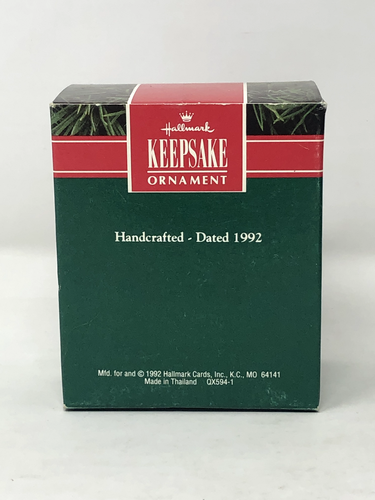 Hallmark
KEEPSAKE
ORNAMENT
Handcrafted - Dated 1992
Mfd. for and © 1992 Hallmark Cards, Inc., K.C., MO 64141
Made in Thailand QX594-1